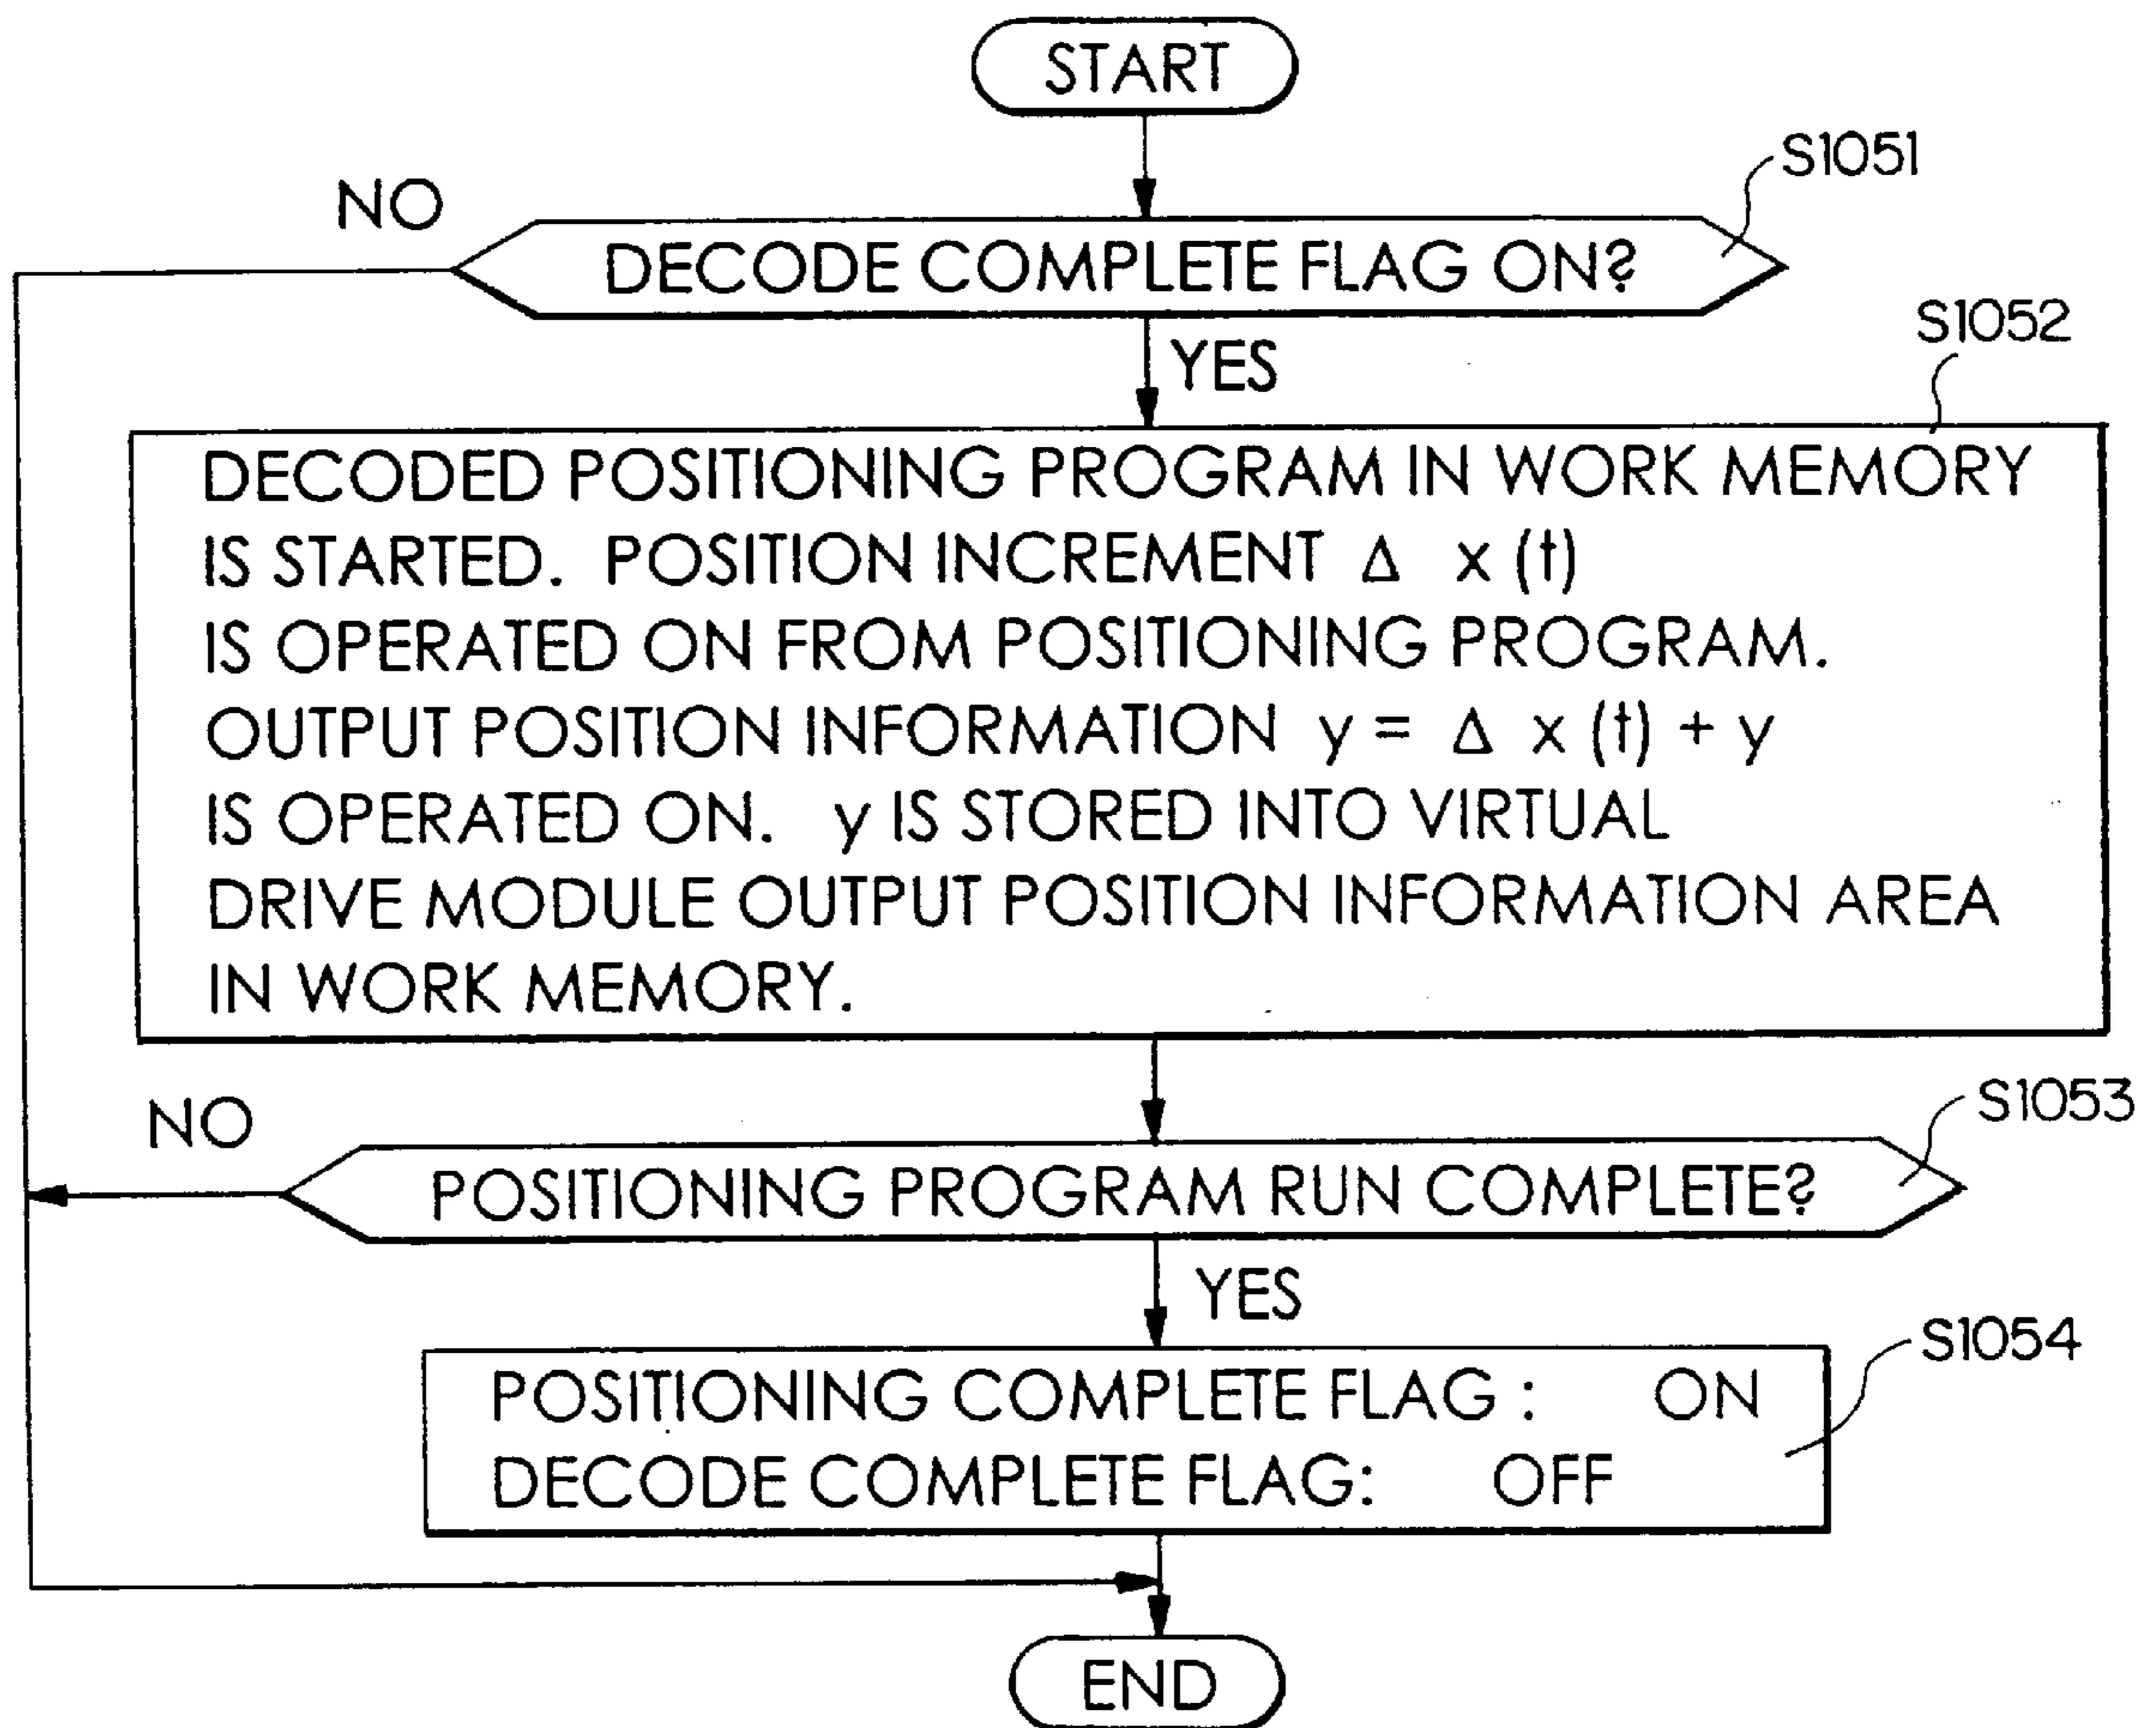 START
S1051
NO
DECODE COMPLETE FLAG ON?
S1052
YES
DECODED POSITIONING PROGRAM IN WORK MEMORY
IS STARTED. POSITION INCREMENT Δ x (t)
IS OPERATED ON FROM POSITIONING PROGRAM.
OUTPUT POSITION INFORMATION y = Δ x (t) + y
IS OPERATED ON. y IS STORED INTO VIRTUAL
DRIVE MODULE OUTPUT POSITION INFORMATION AREA
IN WORK MEMORY.
S1053
NO
POSITIONING PROGRAM RUN COMPLETE?
YES
S1054
POSITIONING COMPLETE FLAG : ON
DECODE COMPLETE FLAG: OFF
END